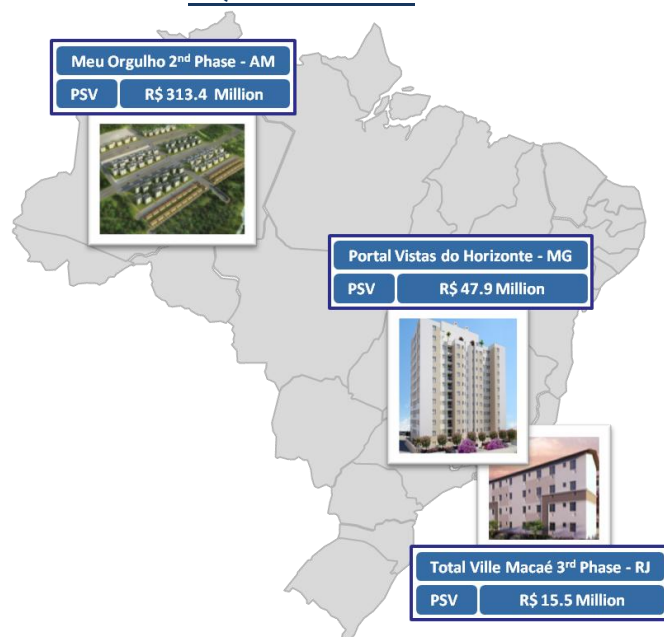 Meu Orgulho 2nd Phase - AM
PSV R$ 313.4 Million
Portal Vistas do Horizonte - MG
PSV R$ 47.9 Million
Total Ville Macaé 3rd Phase - RJ
PSV R$ 15.5 Million